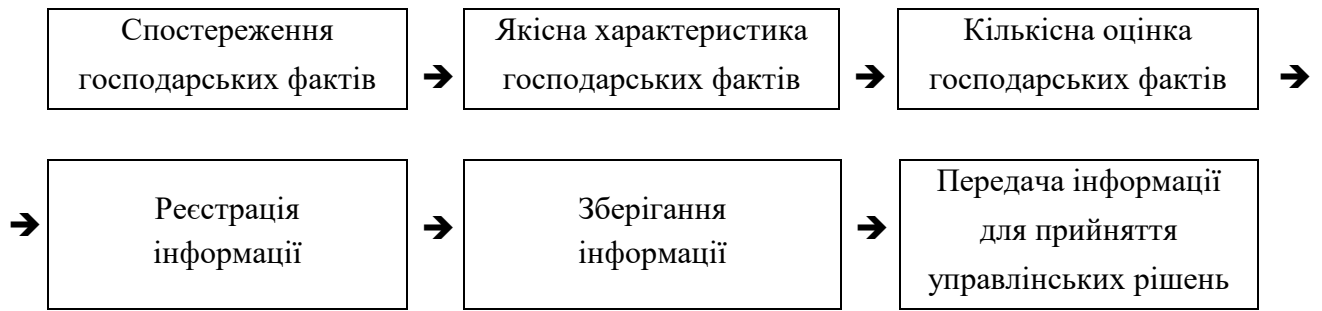 Спостереження
господарських фактів
➔
Якісна характеристика
господарських фактів
➔
Кількісна оцінка
господарських фактів
➔
➔
Реєстрація
інформації
➔
Зберігання
інформації
➔
Передача інформації
для прийняття
управлінських рішень